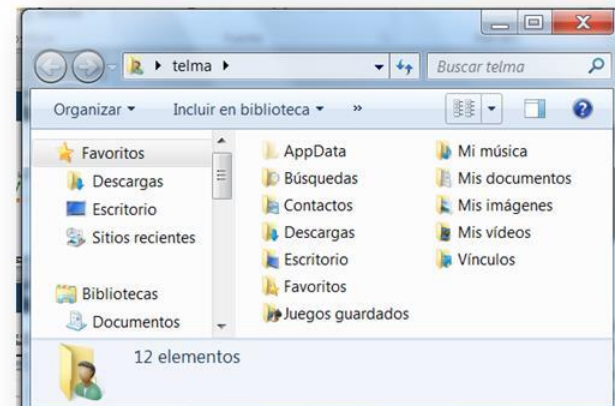 telma
Buscar telma
Organizar
Incluir en biblioteca
»
Favoritos
Descargas
Escritorio
Sitios recientes
Bibliotecas
Documentos
AppData
Búsquedas
Contactos
Descargas
Escritorio
Favoritos
Juegos guardados
Mi música
Mis documentos
Mis imágenes
Mis vídeos
Vínculos
12 elementos